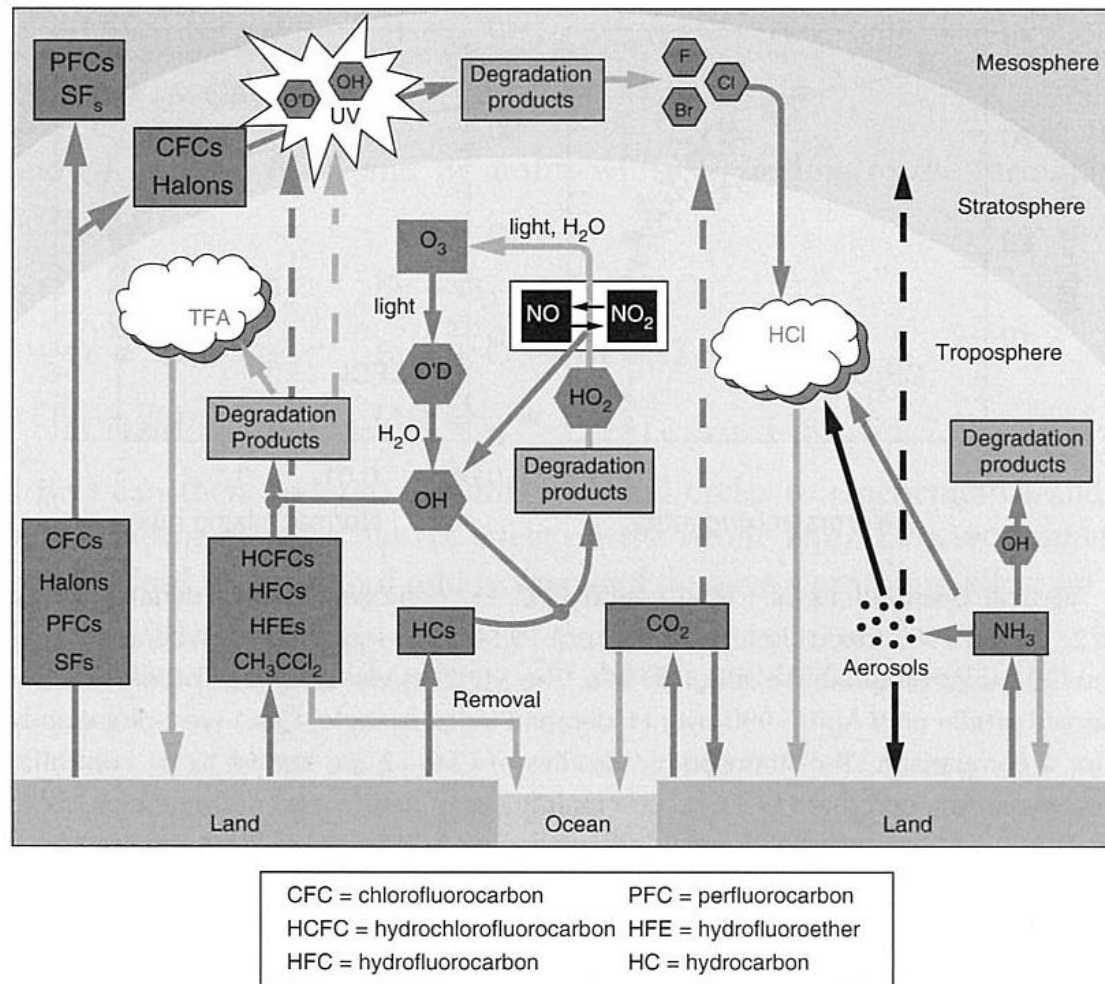 PFCs
SFs
O'D
OH
UV
Degradation
products
F
Cl
Br
Mesosphere
CFCs
Halons
Stratosphere
O3
light, H2O
TFA
light
NO
NO2
HCl
Troposphere
O'D
HO2
Degradation
Products
H2O
Degradation
products
Degradation
products
OH
OH
CFCs
Halons
PFCs
SFs
HCFCs
HFCs
HFEs
CH3CCl2
HCs
CO2
NH3
Aerosols
Removal
Land
Ocean
Land
CFC = chlorofluorocarbon
PFC = perfluorocarbon
HCFC = hydrochlorofluorocarbon
HFE = hydrofluoroether
HFC = hydrofluorocarbon
HC = hydrocarbon